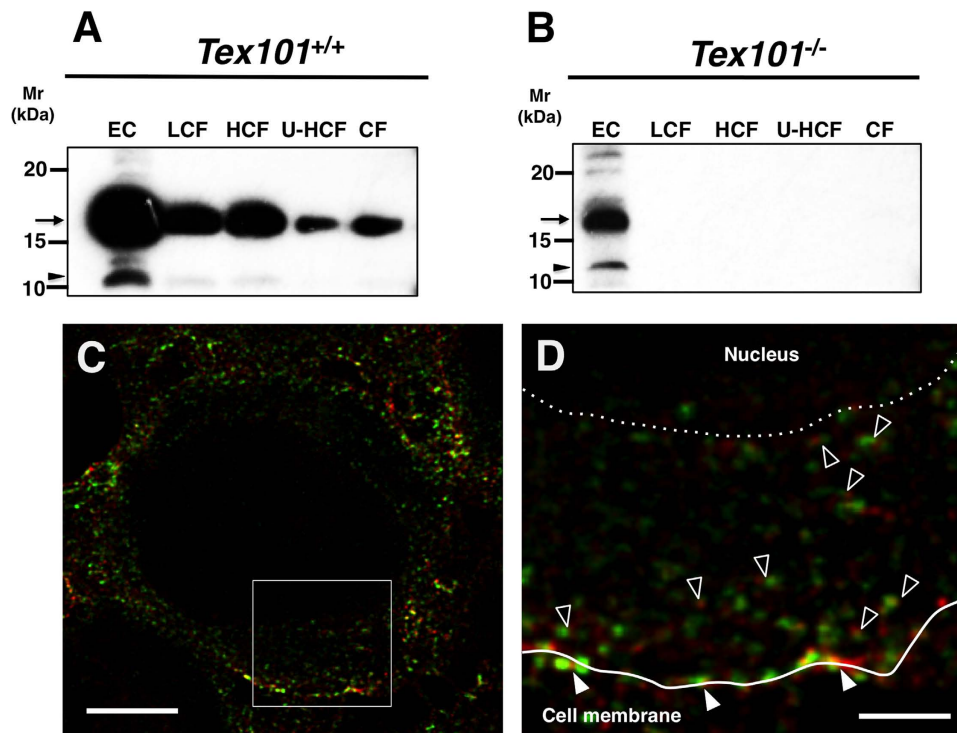 A
Tex101+/+
Mr
(kDa)
EC LCF HCF U-HCF CF
20
15
10
B
Tex101-/-
Mr
(kDa)
EC LCF HCF U-HCF CF
20
15
10
C
D
Nucleus
Cell membrane